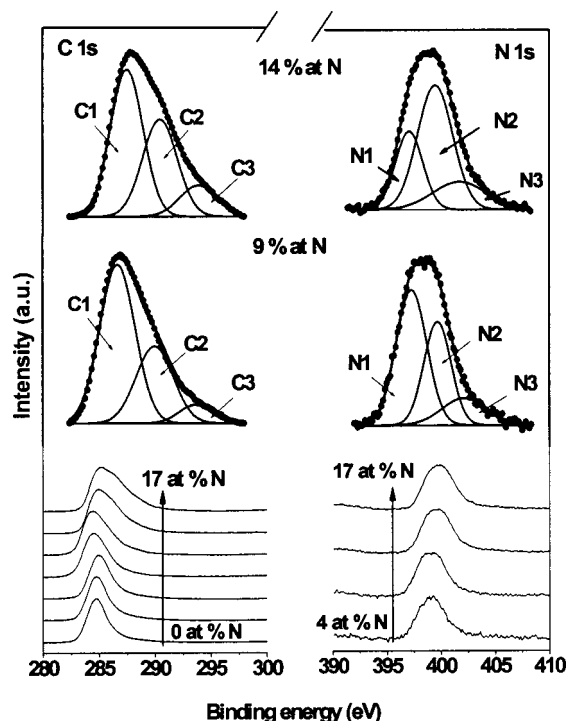 C 1s
N 1s
14 % at N
C1
C2
C3
N1
N2
N3
9 % at N
C1
C2
C3
N1
N2
N3
Intensity (a.u.)
17 at % N
0 at % N
17 at % N
4 at % N
280 285 290 295 300
390 395 400 405 410
Binding energy (eV)